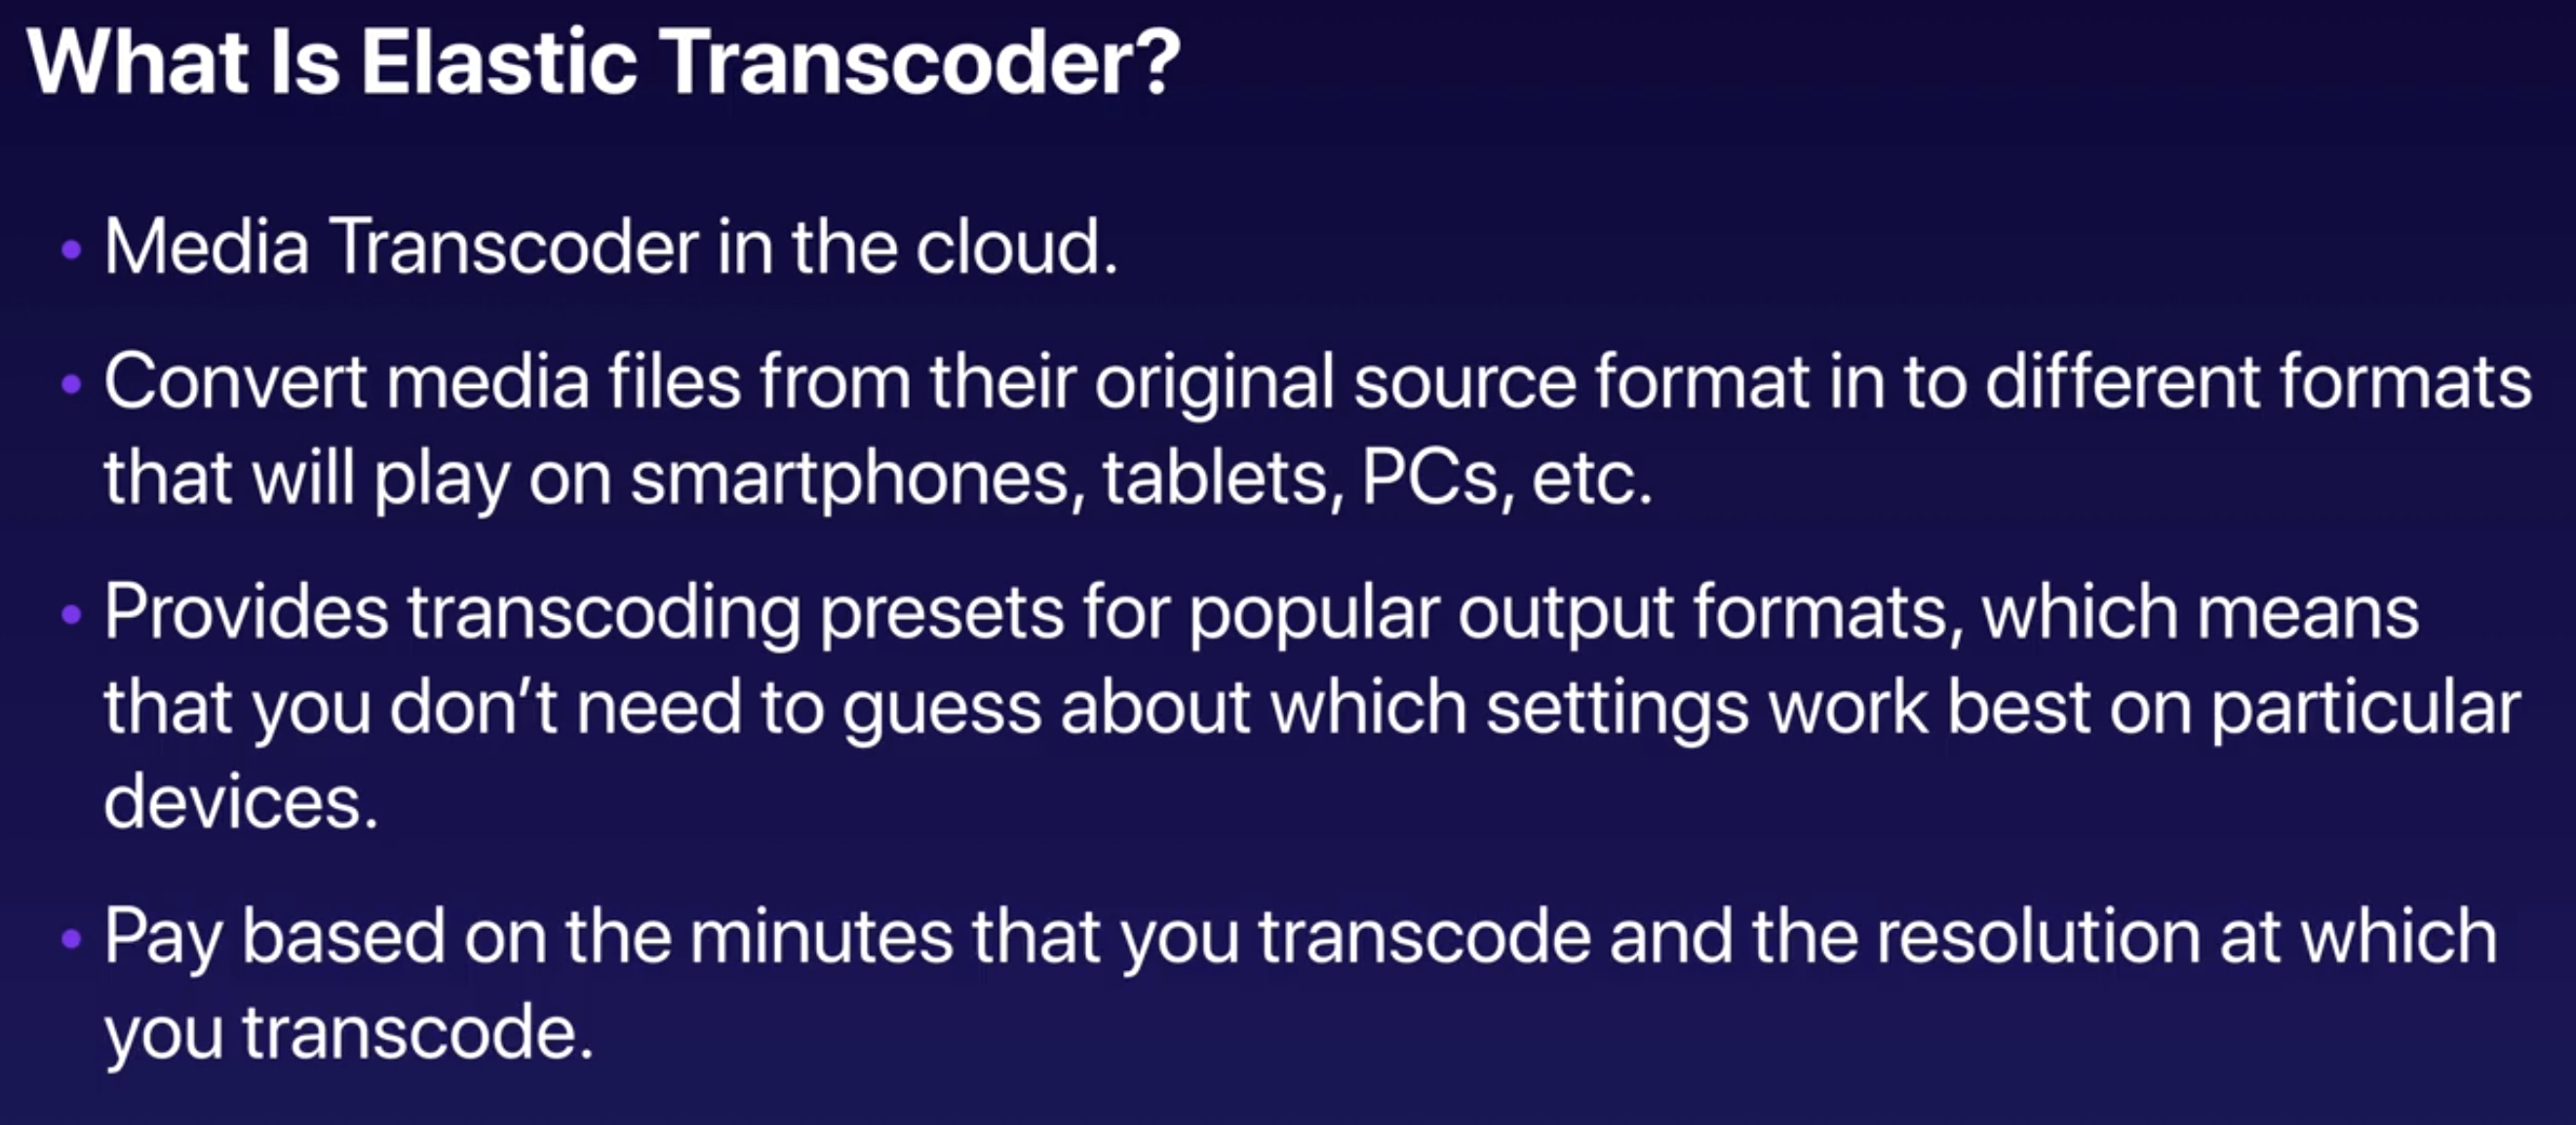 What Is Elastic Transcoder?
• Media Transcoder in the cloud.
• Convert media files from their original source format in to different formats
that will play on smartphones, tablets, PCs, etc.
• Provides transcoding presets for popular output formats, which means
that you don’t need to guess about which settings work best on particular
devices.
• Pay based on the minutes that you transcode and the resolution at which
you transcode.